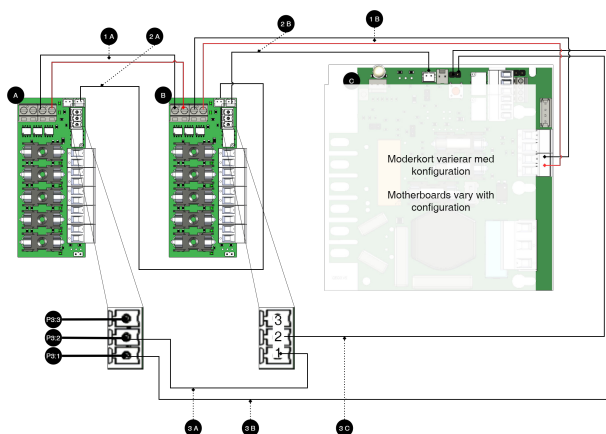 1 A
2 A
2 B
1 B
A
B
C
Moderkort varierar med
konfiguration
Motherboards vary with
configuration
P3:3
P3:2
P3:1
3
2
1
3 A
3 B
3 C